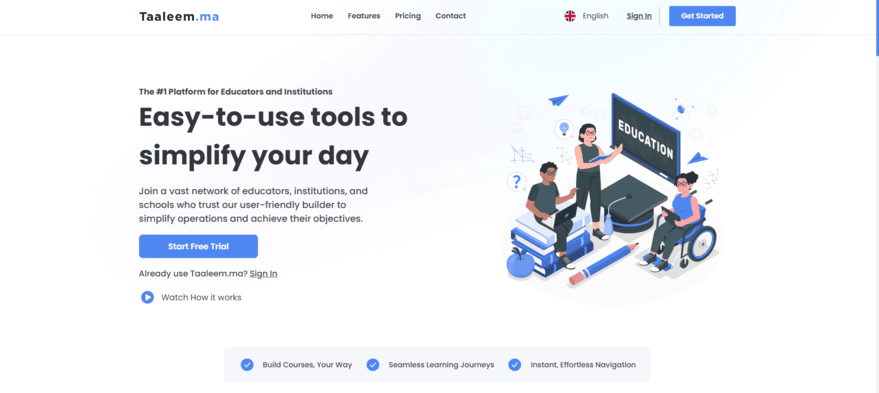 Taaleem.ma
Home Features Pricing Contact
English
Sign In
Get Started
The #1 Platform for Educators and Institutions
Easy-to-use tools to
simplify your day
Join a vast network of educators, institutions, and
schools who trust our user-friendly builder to
simplify operations and achieve their objectives.
Start Free Trial
Already use Taaleem.ma? Sign In
Watch How it works
EDUCATION
?
Build Courses, Your Way
Seamless Learning Journeys
Instant, Effortless Navigation